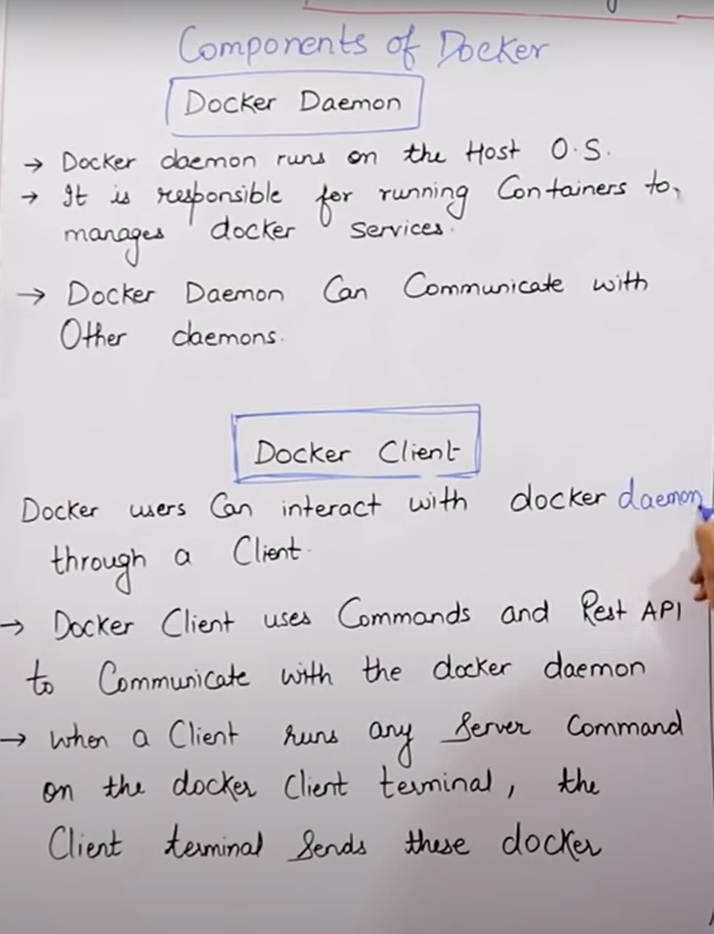 Components of Docker
Docker Daemon
→ Docker daemon runs on the Host O.S.
→ It is responsible for running Containers to,
manages docker services.
→ Docker Daemon Can Communicate with
Other daemons.
Docker Client
Docker users Can interact with docker daemon
through a Client.
→ Docker Client uses Commands and Rest API
to Communicate with the docker daemon
→ when a Client runs any Server Command
on the docker Client terminal, the
Client terminal Sends these docker